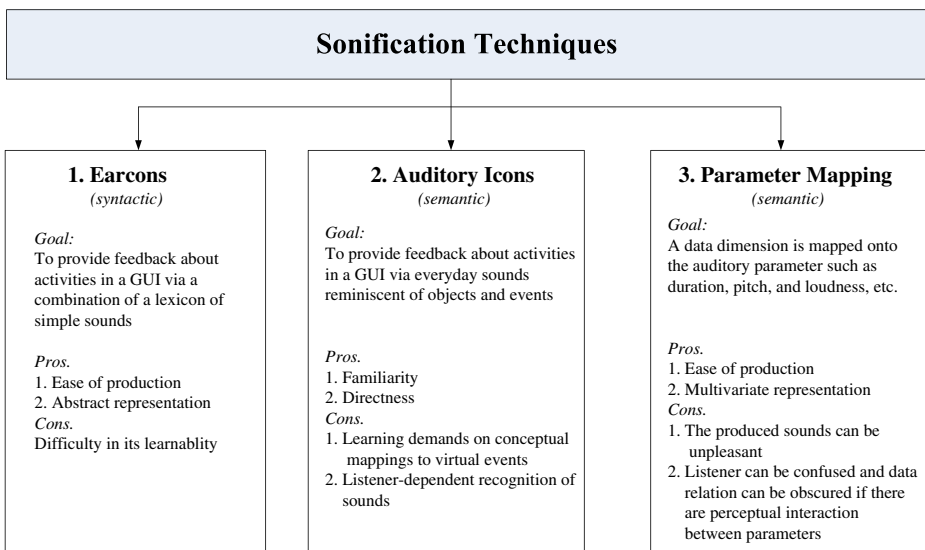 Sonification Techniques
1. Earcons
(syntactic)
Goal:
To provide feedback about
activities in a GUI via a
combination of a lexicon of
simple sounds
Pros.
1. Ease of production
2. Abstract representation
Cons.
Difficulty in its learnablity
2. Auditory Icons
(semantic)
Goal:
To provide feedback about activities
in a GUI via everyday sounds
reminiscent of objects and events
Pros.
1. Familiarity
2. Directness
Cons.
1. Learning demands on conceptual
mappings to virtual events
2. Listener-dependent recognition of
sounds
3. Parameter Mapping
(semantic)
Goal:
A data dimension is mapped onto
the auditory parameter such as
duration, pitch, and loudness, etc.
Pros.
1. Ease of production
2. Multivariate representation
Cons.
1. The produced sounds can be
unpleasant
2. Listener can be confused and data
relation can be obscured if there
are perceptual interaction
between parameters